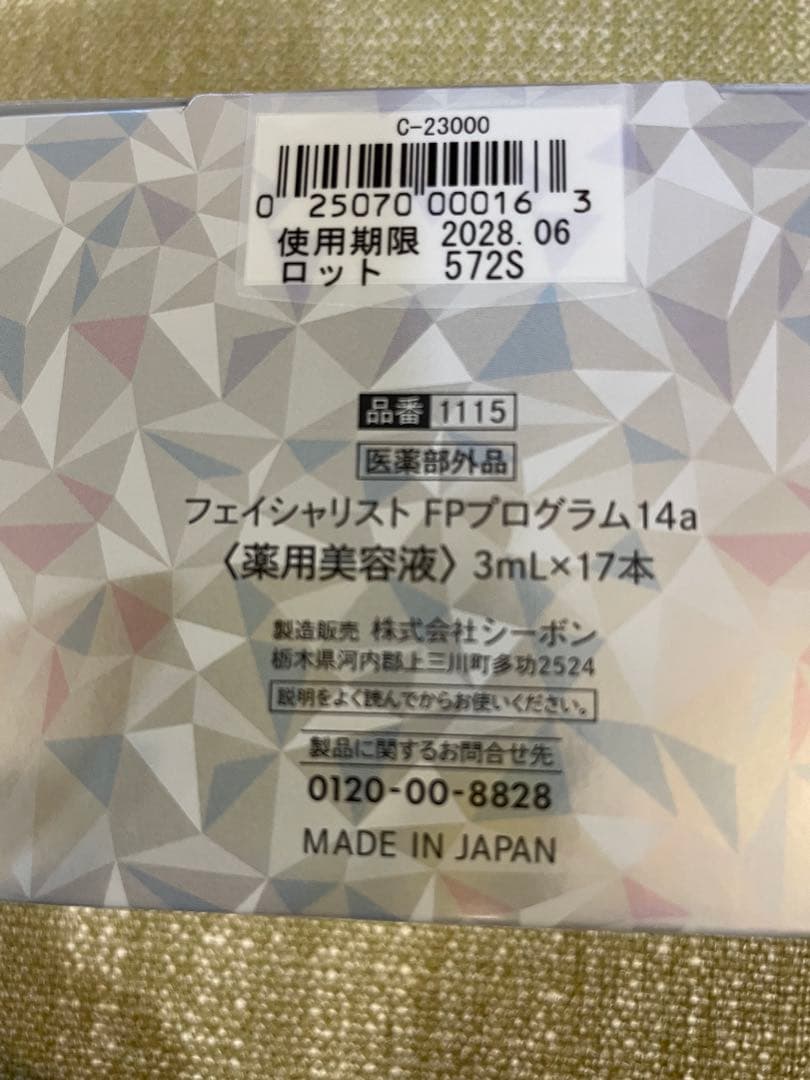 C-23000
0 25070 00016 3
使用期限 2028.06
ロット 572S
品番 1115
医薬部外品
フェイシャリスト FPプログラム14a
〈薬用美容液〉 3mL×17本
製造販売 株式会社シーボン
栃木県河内郡上三川町多功2524
説明をよく読んでからお使いください。
製品に関するお問合せ先
0120-00-8828
MADE IN JAPAN